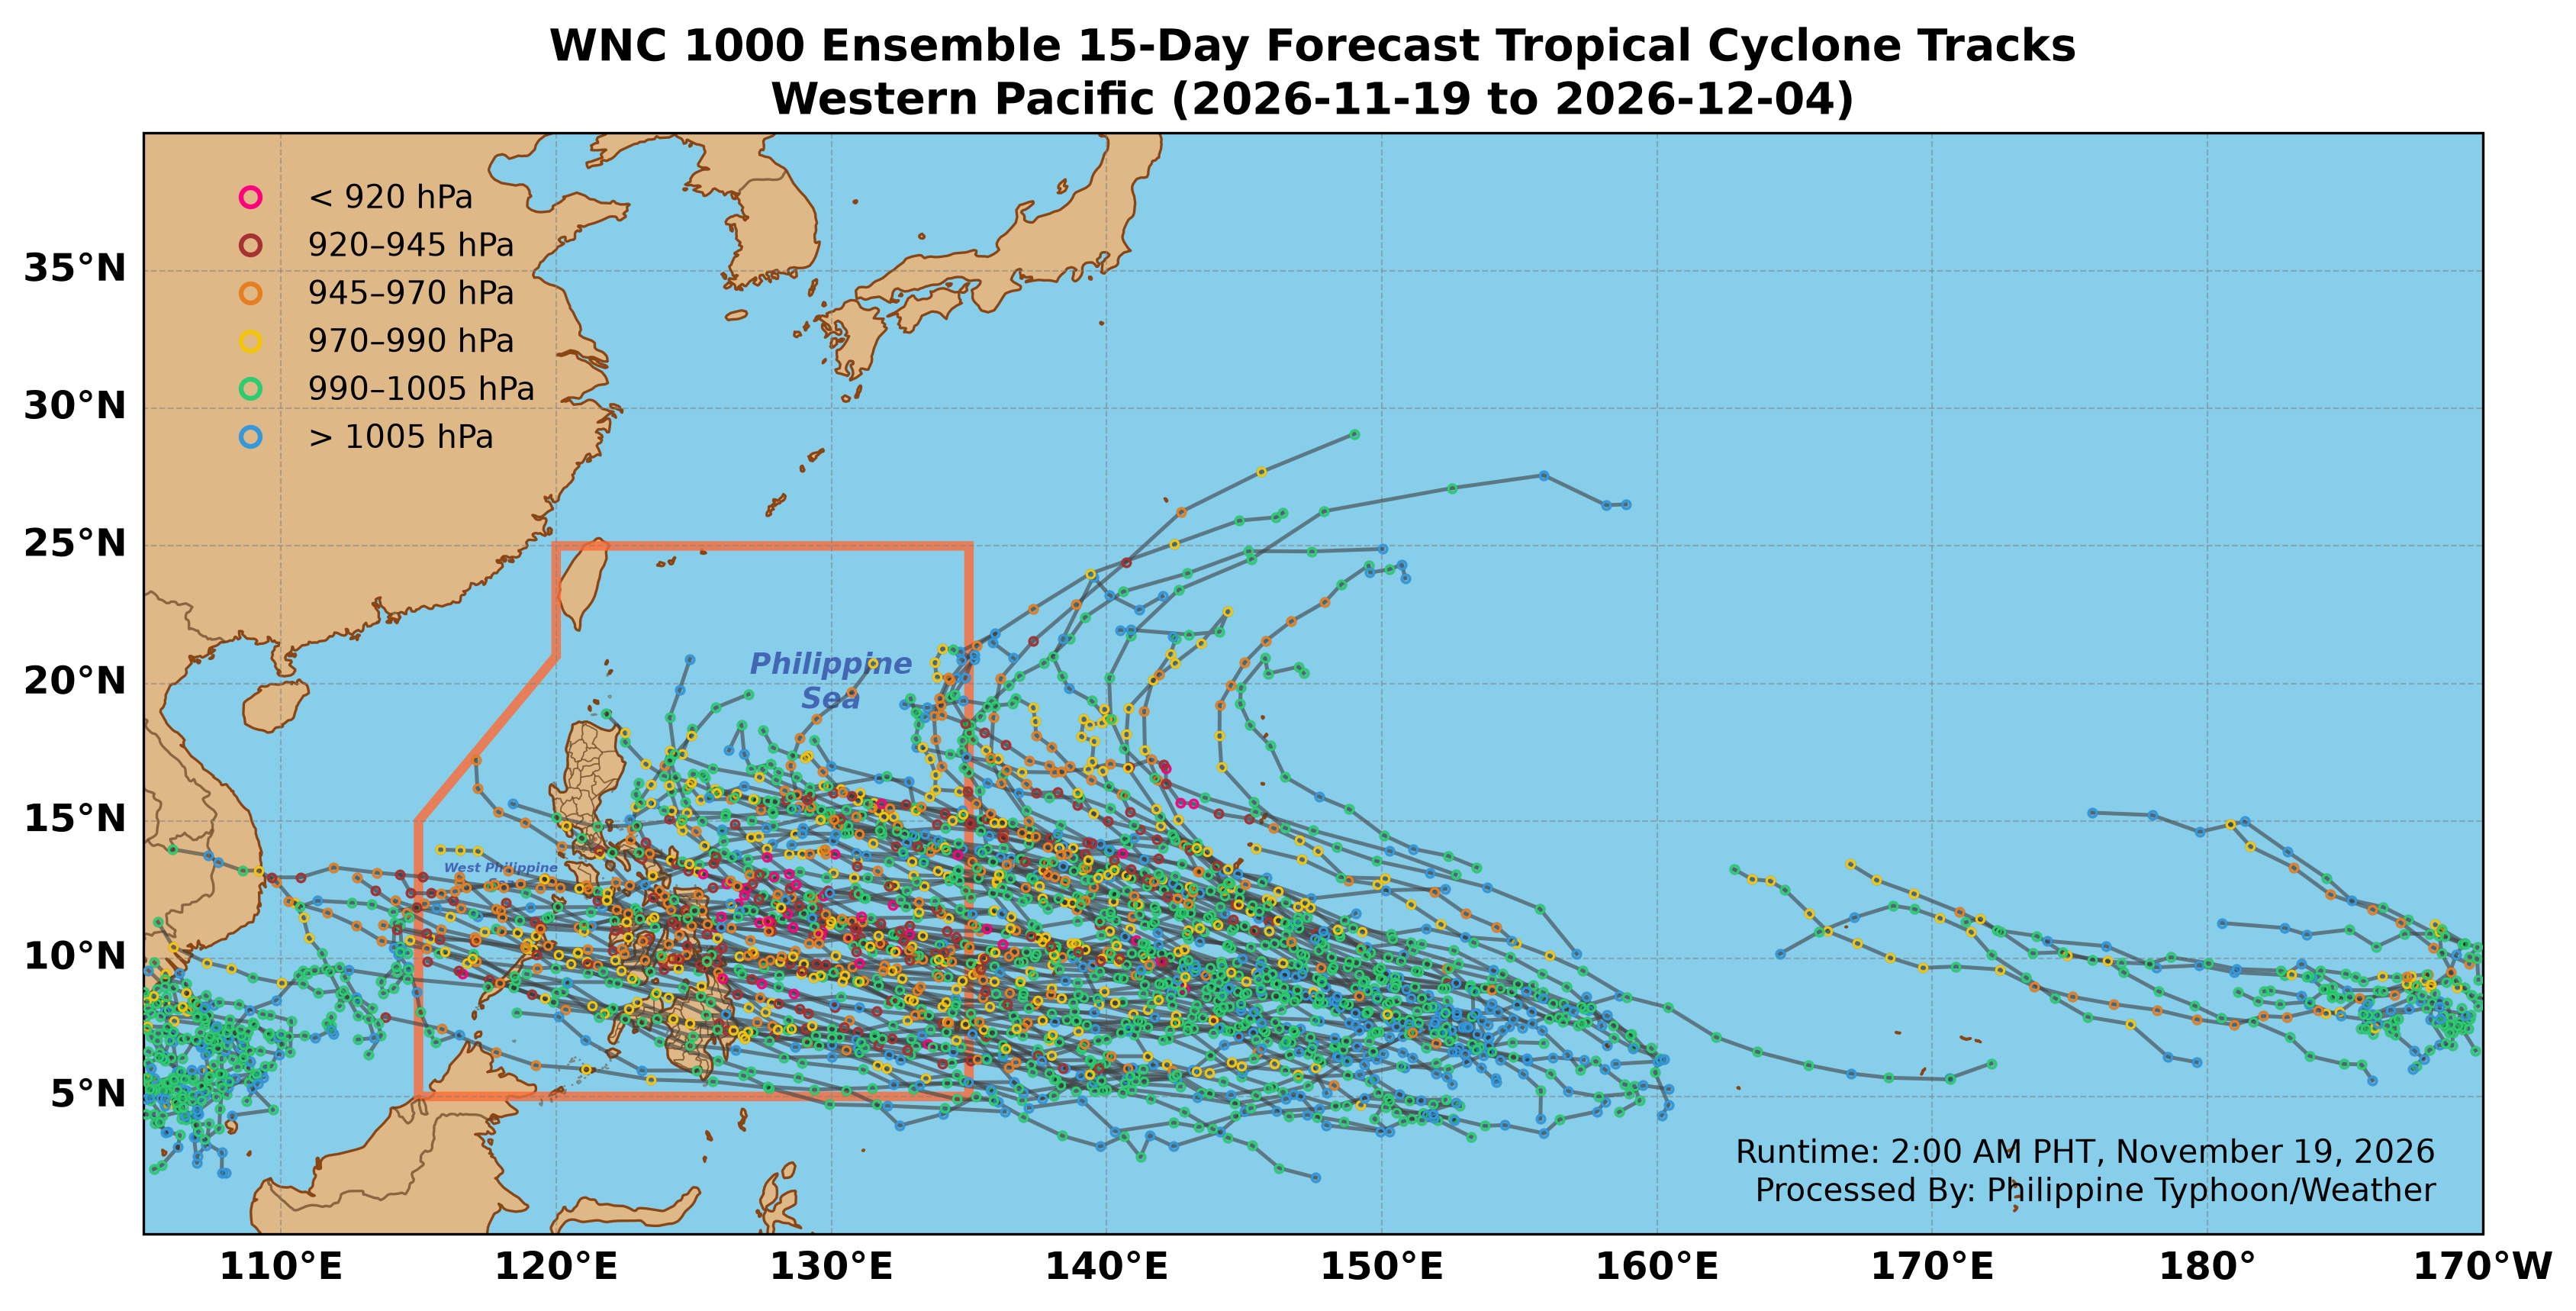 WNC 1000 Ensemble 15-Day Forecast Tropical Cyclone Tracks
Western Pacific (2026-11-19 to 2026-12-04)
< 920 hPa
920–945 hPa
945–970 hPa
970–990 hPa
990–1005 hPa
> 1005 hPa
35°N
30°N
25°N
20°N
15°N
10°N
5°N
Philippine
Sea
West Philippine
Runtime: 2:00 AM PHT, November 19, 2026
Processed By: Philippine Typhoon/Weather
110°E
120°E
130°E
140°E
150°E
160°E
170°E
180°
170°W